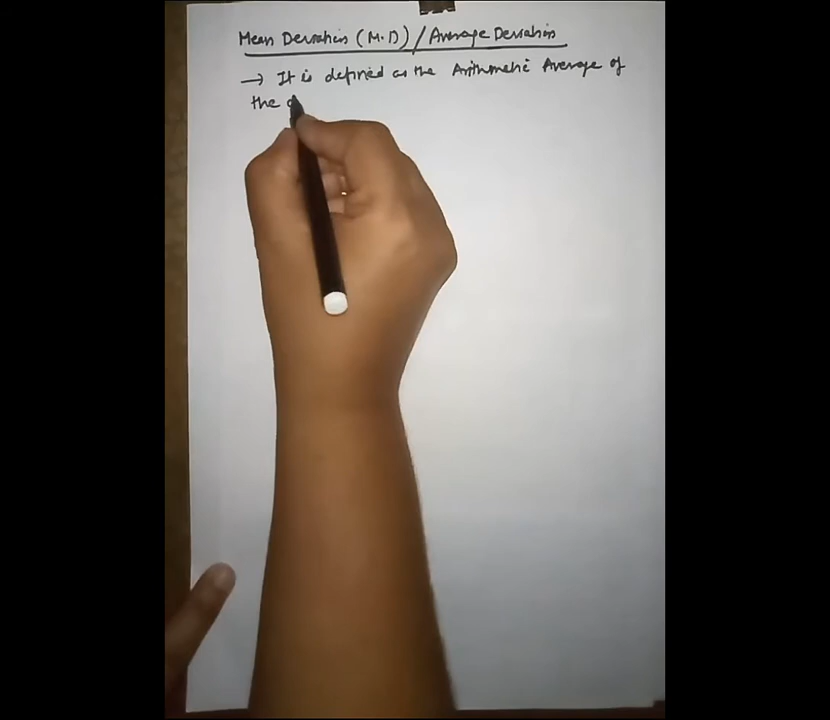 Mean Deviation (M.D) / Average Deviation
→ It is defined as the Arithmetic Average of
the